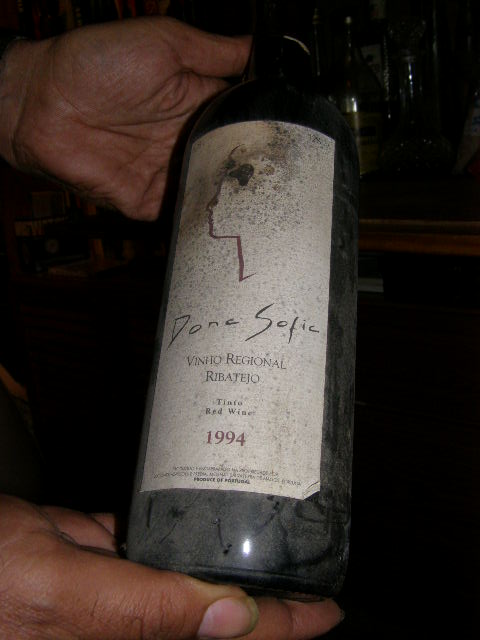 Dona Sofia
VINHO REGIONAL
RIBATEJO
Tinto
Red Wine
1994
PRODUCE OF PORTUGAL